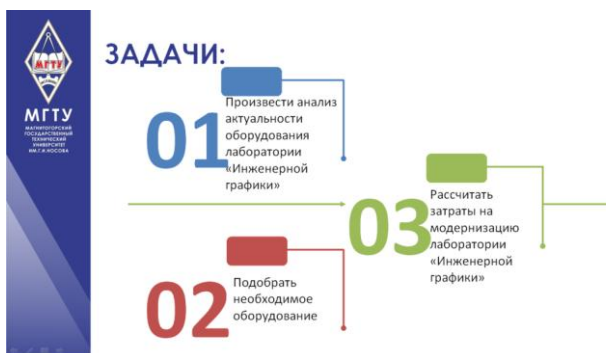 МГТУ
МГТУ
МАГНИТОГОРСКИЙ
ГОСУДАРСТВЕННЫЙ
ТЕХНИЧЕСКИЙ
УНИВЕРСИТЕТ
ИМ.Г.И.НОСОВА
ЗАДАЧИ:
01
Произвести анализ
актуальности
оборудования
лаборатории
«Инженерной
графики»
02
Подобрать
необходимое
оборудование
03
Рассчитать
затраты на
модернизацию
лаборатории
«Инженерной
графики»